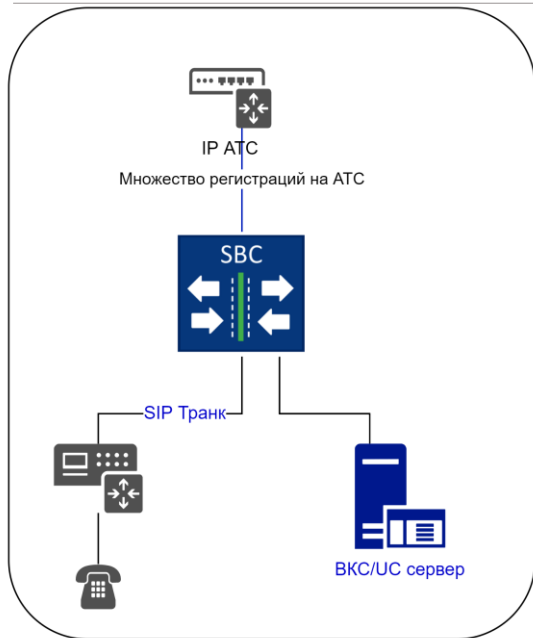 IP АТС
Множество регистраций на АТС
SBC
SIP Транк
ВКС/UC сервер